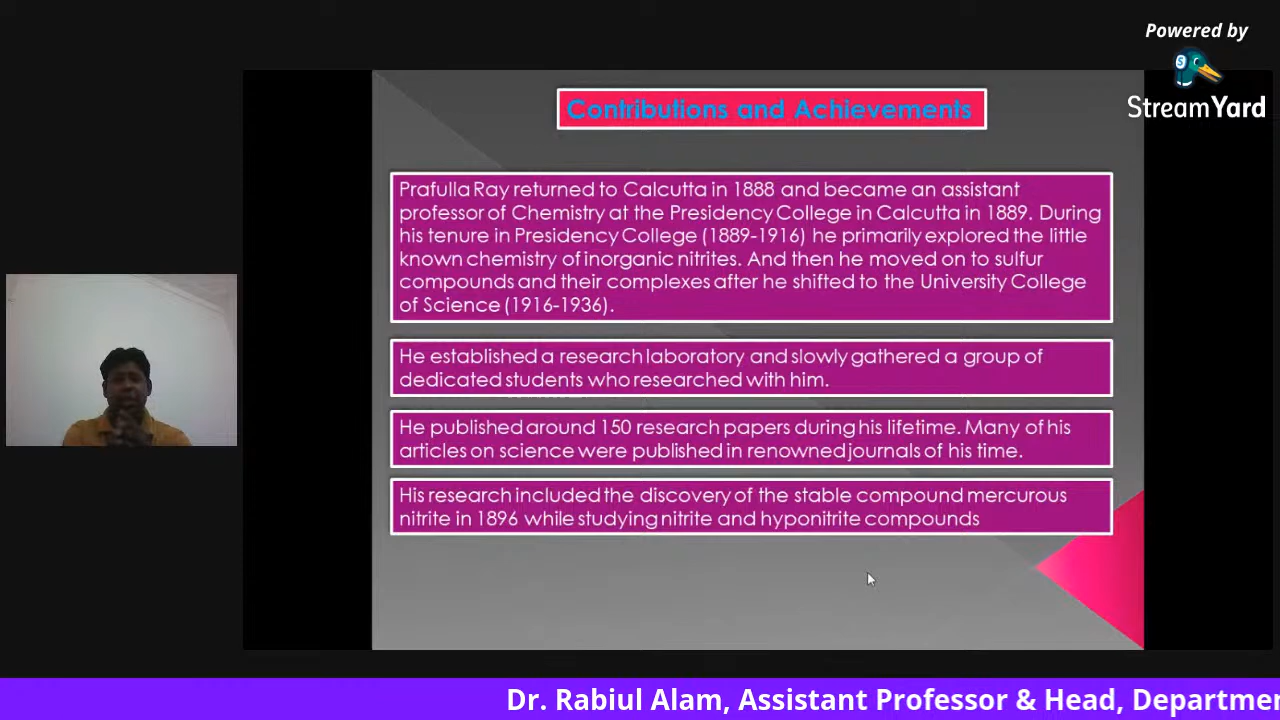 Powered by
StreamYard
Contributions and Achievements
Prafulla Ray returned to Calcutta in 1888 and became an assistant
professor of Chemistry at the Presidency College in Calcutta in 1889. During
his tenure in Presidency College (1889-1916) he primarily explored the little
known chemistry of inorganic nitrites. And then he moved on to sulfur
compounds and their complexes after he shifted to the University College
of Science (1916-1936).
He established a research laboratory and slowly gathered a group of
dedicated students who researched with him.
He published around 150 research papers during his lifetime. Many of his
articles on science were published in renowned journals of his time.
His research included the discovery of the stable compound mercurous
nitrite in 1896 while studying nitrite and hyponitrite compounds
Dr. Rabiul Alam, Assistant Professor & Head, Departme